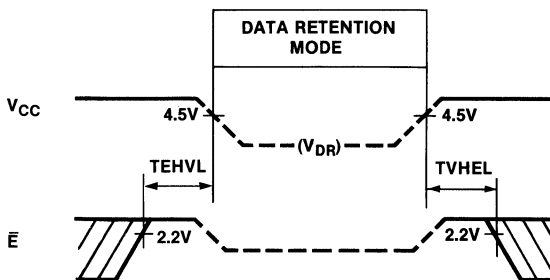 DATA RETENTION
MODE
VCC
4.5V
4.5V
(VDR)
TEHVL
TVHEL
Ē
2.2V
2.2V